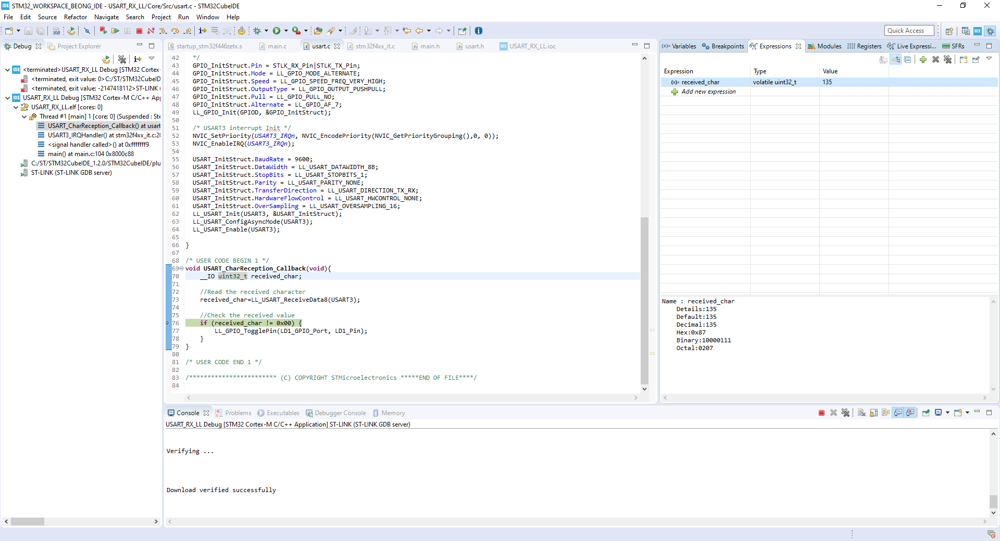 STM32_WORKSPACE_BEONG_IDE - USART_RX_LL/Core/Src/usart.c - STM32CubeIDE
File Edit Source Refactor Navigate Search Project Run Window Help
Quick Access
Debug Project Explorer
<terminated>USART_RX_LL Debug [STM32 Cortex-
<terminated, exit value: 0>C:/ST/STM32CubeID
<terminated, exit value: -2147418112>ST-LINK (
USART_RX_LL Debug [STM32 Cortex-M C/C++ Ap
USART_RX_LL.elf [cores: 0]
Thread #1 [main] 1 [core: 0] (Suspended : Ste
USART_CharReception_Callback() at usart
USART3_IRQHandler() at stm32f4xx_it.c:20
<signal handler called>() at 0xfffffff9
main() at main.c:104 0x8000c88
C:/ST/STM32CubeIDE_1.2.0/STM32CubeIDE/plu
ST-LINK (ST-LINK GDB server)
startup_stm32f446zetx.s main.c usart.c stm32f4xx_it.c main.h usart.h USART_RX_LL.ioc
42 */
43 GPIO_InitStruct.Pin = STLK_RX_Pin|STLK_TX_Pin;
44 GPIO_InitStruct.Mode = LL_GPIO_MODE_ALTERNATE;
45 GPIO_InitStruct.Speed = LL_GPIO_SPEED_FREQ_VERY_HIGH;
46 GPIO_InitStruct.OutputType = LL_GPIO_OUTPUT_PUSHPULL;
47 GPIO_InitStruct.Pull = LL_GPIO_PULL_NO;
48 GPIO_InitStruct.Alternate = LL_GPIO_AF_7;
49 LL_GPIO_Init(GPIOD, &GPIO_InitStruct);
50
51 /* USART3 interrupt Init */
52 NVIC_SetPriority(USART3_IRQn, NVIC_EncodePriority(NVIC_GetPriorityGrouping(),0, 0));
53 NVIC_EnableIRQ(USART3_IRQn);
54
55 USART_InitStruct.BaudRate = 9600;
56 USART_InitStruct.DataWidth = LL_USART_DATAWIDTH_8B;
57 USART_InitStruct.StopBits = LL_USART_STOPBITS_1;
58 USART_InitStruct.Parity = LL_USART_PARITY_NONE;
59 USART_InitStruct.TransferDirection = LL_USART_DIRECTION_TX_RX;
60 USART_InitStruct.HardwareFlowControl = LL_USART_HWCONTROL_NONE;
61 USART_InitStruct.OverSampling = LL_USART_OVERSAMPLING_16;
62 LL_USART_Init(USART3, &USART_InitStruct);
63 LL_USART_ConfigAsyncMode(USART3);
64 LL_USART_Enable(USART3);
65
66 }
67
68 /* USER CODE BEGIN 1 */
69 void USART_CharReception_Callback(void){
70 __IO uint32_t received_char;
71
72 //Read the received character
73 received_char=LL_USART_ReceiveData8(USART3);
74
75 //Check the received value
76 if (received_char != 0x00) {
77 LL_GPIO_TogglePin(LD1_GPIO_Port, LD1_Pin);
78 }
79 }
80
81 /* USER CODE END 1 */
82
83 /************************ (C) COPYRIGHT STMicroelectronics *****END OF FILE****/
84
(x)= Variables Breakpoints Expressions Modules Registers Live Expressi... SFRs
Expression Type Value
(x)= received_char volatile uint32_t 135
Add new expression
Name : received_char
Details:135
Default:135
Decimal:135
Hex:0x87
Binary:10000111
Octal:0207
Console Problems Executables Debugger Console Memory
USART_RX_LL Debug [STM32 Cortex-M C/C++ Application] ST-LINK (ST-LINK GDB server)
Verifying ...
Download verified successfully